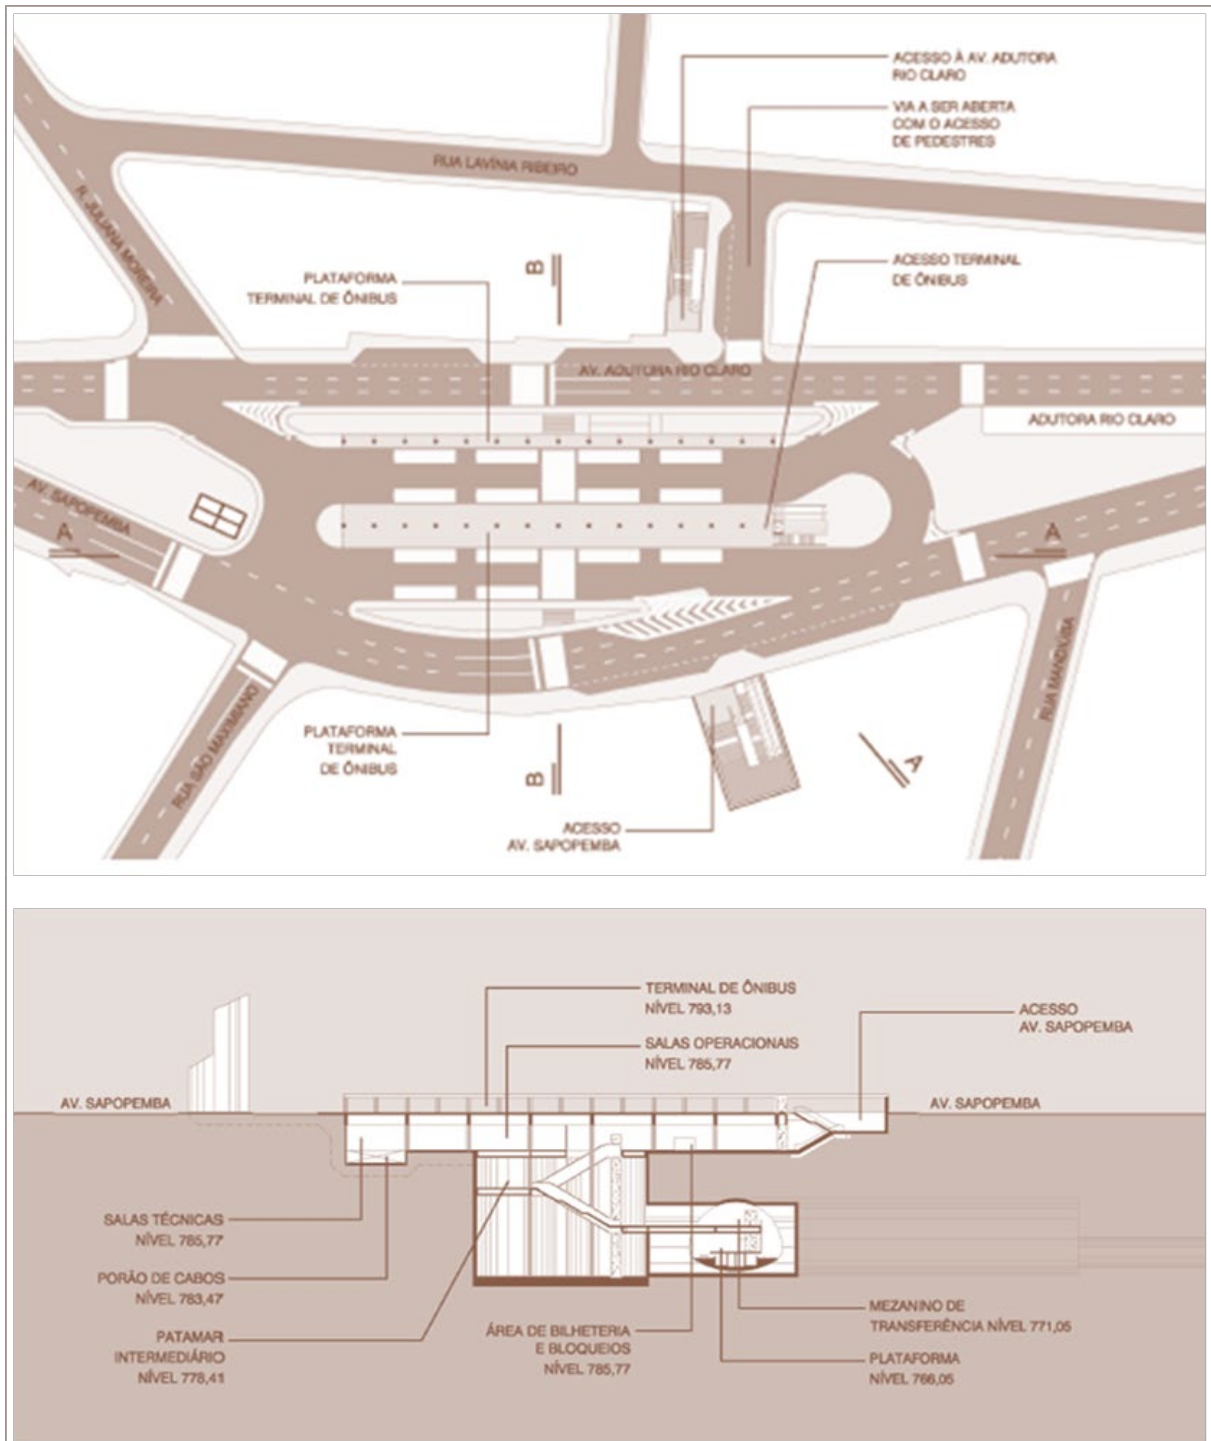 ACESSO À AV. ADUTORA
RIO CLARO
VIA A SER ABERTA
COM O ACESSO
DE PEDESTRES
RUA LAVÍNIA RIBEIRO
R. JULIANA MOREIRA
PLATAFORMA
TERMINAL DE ÔNIBUS
B
ACESSO TERMINAL
DE ÔNIBUS
AV. ADUTORA RIO CLARO
ADUTORA RIO CLARO
AV. SAPOPEMBA
A
A
RUA MANDUBA
RUA SÃO MAXIMIANO
PLATAFORMA
TERMINAL
DE ÔNIBUS
B
A
ACESSO
AV. SAPOPEMBA
TERMINAL DE ÔNIBUS
NÍVEL 793,13
SALAS OPERACIONAIS
NÍVEL 785,77
ACESSO
AV. SAPOPEMBA
AV. SAPOPEMBA
AV. SAPOPEMBA
SALAS TÉCNICAS
NÍVEL 785,77
PORÃO DE CABOS
NÍVEL 783,47
PATAMAR
INTERMEDIÁRIO
NÍVEL 778,41
ÁREA DE BILHETERIA
E BLOQUEIOS
NÍVEL 785,77
MEZANINO DE
TRANSFERÊNCIA NÍVEL 771,05
PLATAFORMA
NÍVEL 766,05